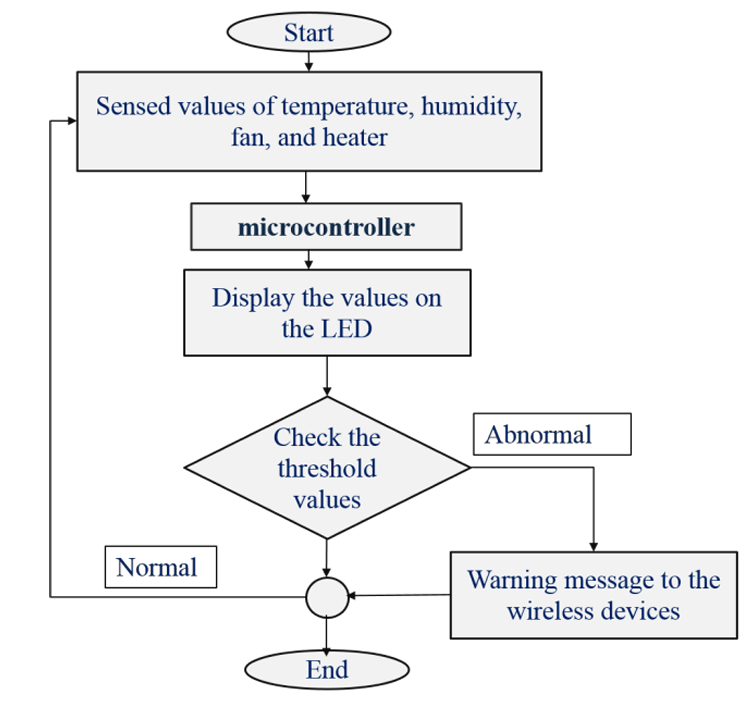 Start
Sensed values of temperature, humidity,
fan, and heater
microcontroller
Display the values on
the LED
Check the
threshold
values
Abnormal
Normal
Warning message to the
wireless devices
End